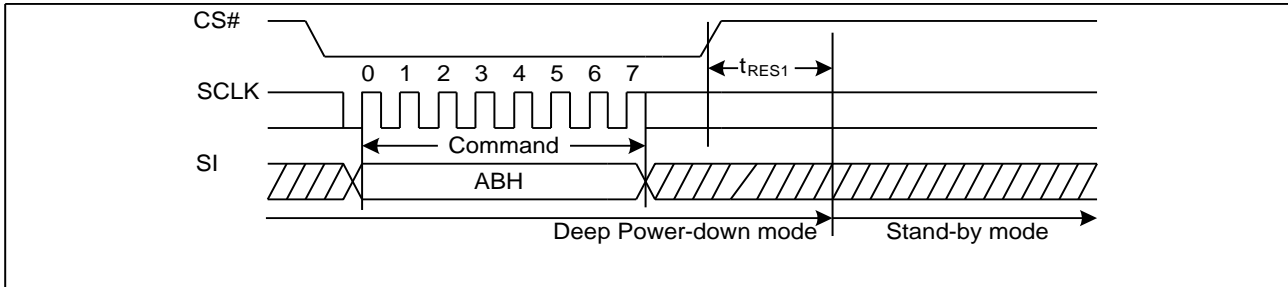 CS#
tRES1
0 1 2 3 4 5 6 7
SCLK
Command
SI
ABH
Deep Power-down mode
Stand-by mode